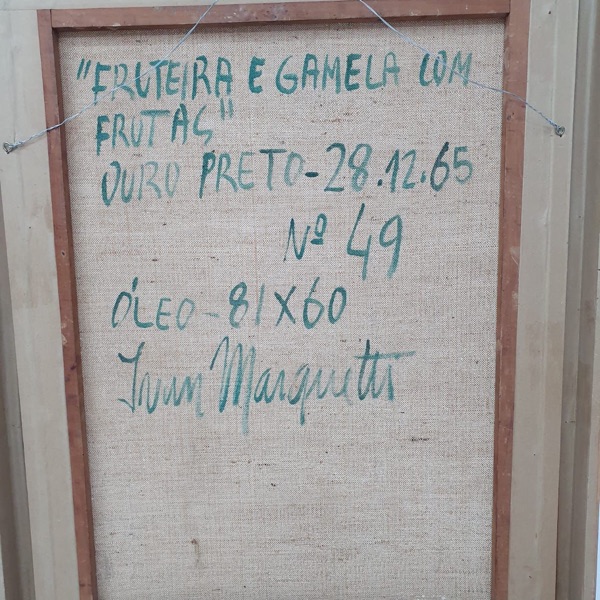 "FRUTEIRA E GAMELA COM
FRUTAS"
OURO PRETO-28.12.65
Nº 49
ÓLEO-81X60
Ivan Marquetti